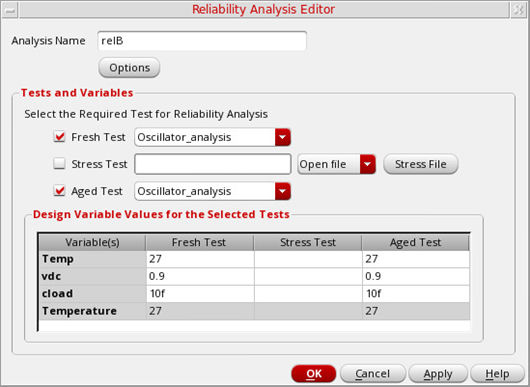 Reliability Analysis Editor
Analysis Name relB
Options
Tests and Variables
Select the Required Test for Reliability Analysis
Fresh Test Oscillator_analysis
Stress Test Open file Stress File
Aged Test Oscillator_analysis
Design Variable Values for the Selected Tests
Variable(s) Fresh Test Stress Test Aged Test
Temp 27 27
vdc 0.9 0.9
cload 10f 10f
Temperature 27 27
OK Cancel Apply Help